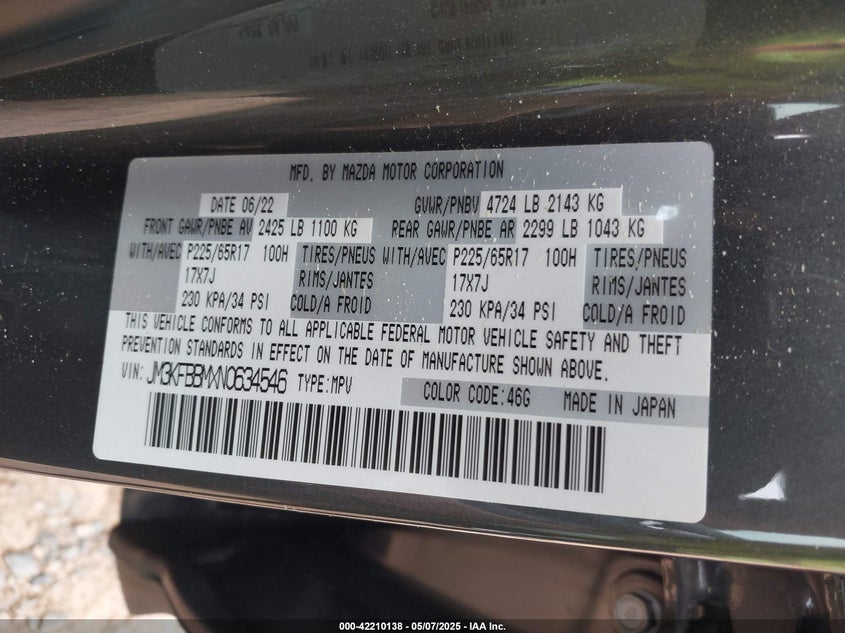 MFD. BY MAZDA MOTOR CORPORATION
DATE 06/22 GVWR/PNBV 4724 LB 2143 KG
FRONT GAWR/PNBE AV 2425 LB 1100 KG REAR GAWR/PNBE AR 2299 LB 1043 KG
WITH/AVEC P225/65R17 100H TIRES/PNEUS WITH/AVEC P225/65R17 100H TIRES/PNEUS
17X7J RIMS/JANTES 17X7J RIMS/JANTES
230 KPA/34 PSI COLD/A FROID 230 KPA/34 PSI COLD/A FROID
THIS VEHICLE CONFORMS TO ALL APPLICABLE FEDERAL MOTOR VEHICLE SAFETY AND THEFT
PREVENTION STANDARDS IN EFFECT ON THE DATE OF MANUFACTURE SHOWN ABOVE.
VIN: JM3KFBBMXN0634546 TYPE:MPV COLOR CODE:46G MADE IN JAPAN
000-42210138 - 05/07/2025 - IAA Inc.